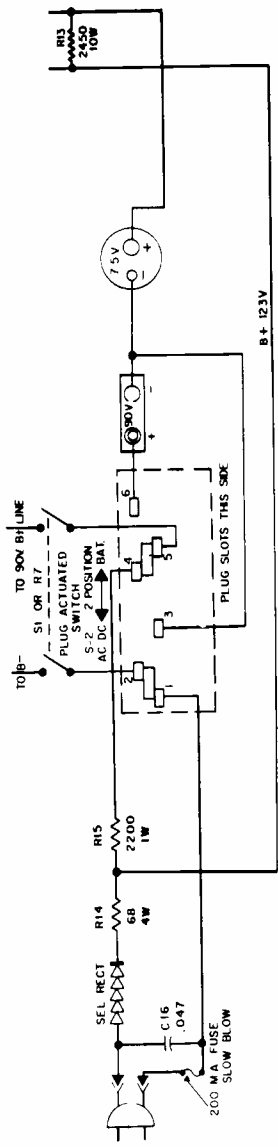 R13
2450
10W
7.5V
-
+
90V
+
-
B+ 123V
TO B-
TO 90V B+ LINE
S1 OR R7
PLUG ACTUATED
SWITCH
S-2 2 POSITION
AC DC BAT.
1
2
3
4
5
6
PLUG SLOTS THIS SIDE
R15
2200
1W
R14
68
4W
SEL RECT
C16
.047
200 M.A. FUSE
SLOW BLOW